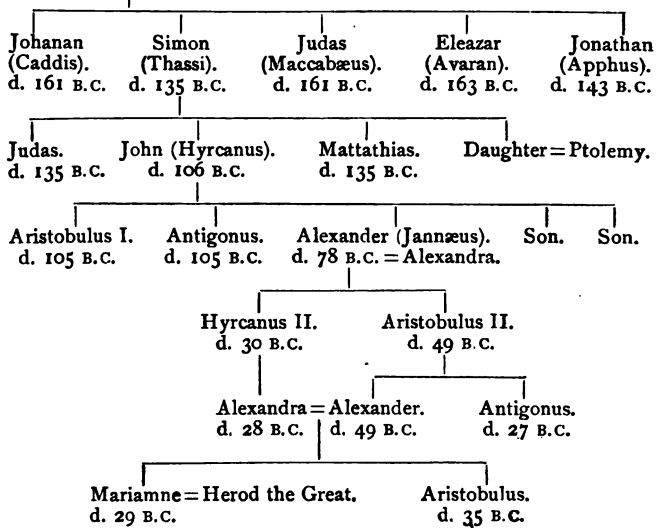 Johanan Simon Judas Eleazar Jonathan
(Caddis). (Thassi). (Maccabæus). (Avaran). (Apphus).
d. 161 B.C. d. 135 B.C. d. 161 B.C. d. 163 B.C. d. 143 B.C.
Judas. John (Hyrcanus). Mattathias. Daughter = Ptolemy.
d. 135 B.C. d. 106 B.C. d. 135 B.C.
Aristobulus I. Antigonus. Alexander (Jannæus). Son. Son.
d. 105 B.C. d. 105 B.C. d. 78 B.C. = Alexandra.
Hyrcanus II. Aristobulus II.
d. 30 B.C. d. 49 B.C.
Alexandra = Alexander. Antigonus.
d. 28 B.C. d. 49 B.C. d. 27 B.C.
Mariamne = Herod the Great. Aristobulus.
d. 29 B.C. d. 35 B.C.